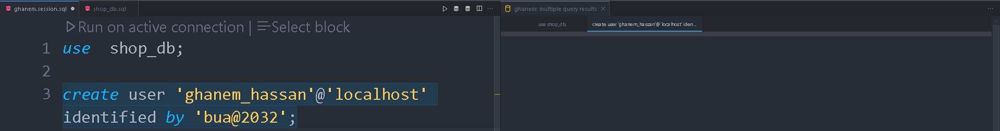 ghanem.session.sql
shop_db.sql
ghanem: multiple query results
Run on active connection | Select block
use shop_db;
create user 'ghanem_hassan'@'localhost' iden...
1 use  shop_db;
2
3 create user 'ghanem_hassan'@'localhost'
identified by 'bua@2032';